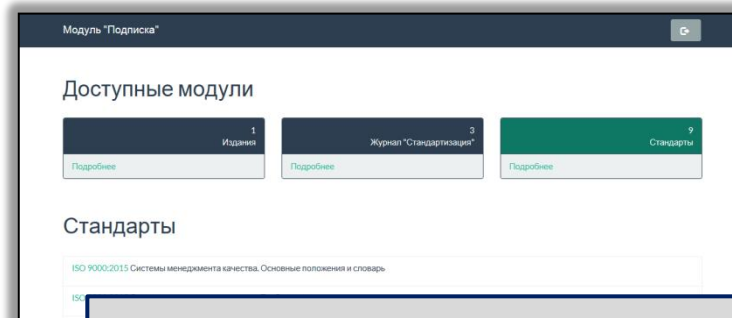 Модуль "Подписка"
Доступные модули
1
Издания
Подробнее
3
Журнал "Стандартизация"
Подробнее
9
Стандарты
Подробнее
Стандарты
ISO 9000:2015 Системы менеджмента качества. Основные положения и словарь
ISO